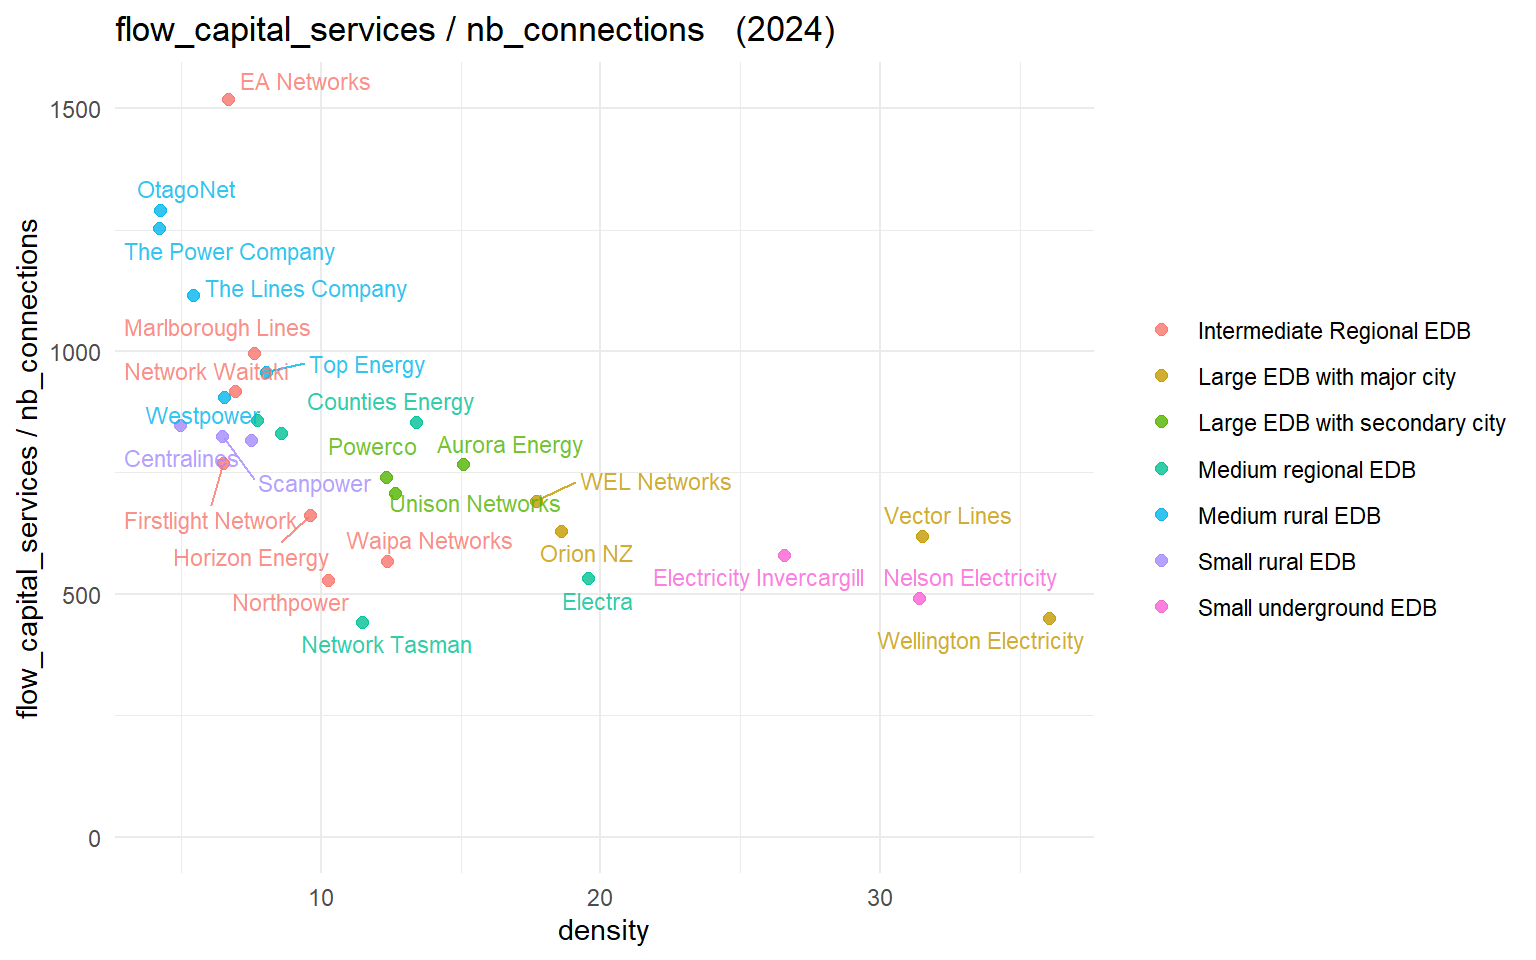 flow_capital_services / nb_connections (2024)
flow_capital_services / nb_connections
1500
1000
500
0
EA Networks
OtagoNet
The Power Company
The Lines Company
Marlborough Lines
Top Energy
Network Waitaki
Counties Energy
Westpower
Powerco
Aurora Energy
Centralines
Scanpower
WEL Networks
Unison Networks
Firstlight Network
Vector Lines
Waipa Networks
Horizon Energy
Orion NZ
Electricity Invercargill
Nelson Electricity
Northpower
Electra
Network Tasman
Wellington Electricity
10
20
30
density
Intermediate Regional EDB
Large EDB with major city
Large EDB with secondary city
Medium regional EDB
Medium rural EDB
Small rural EDB
Small underground EDB